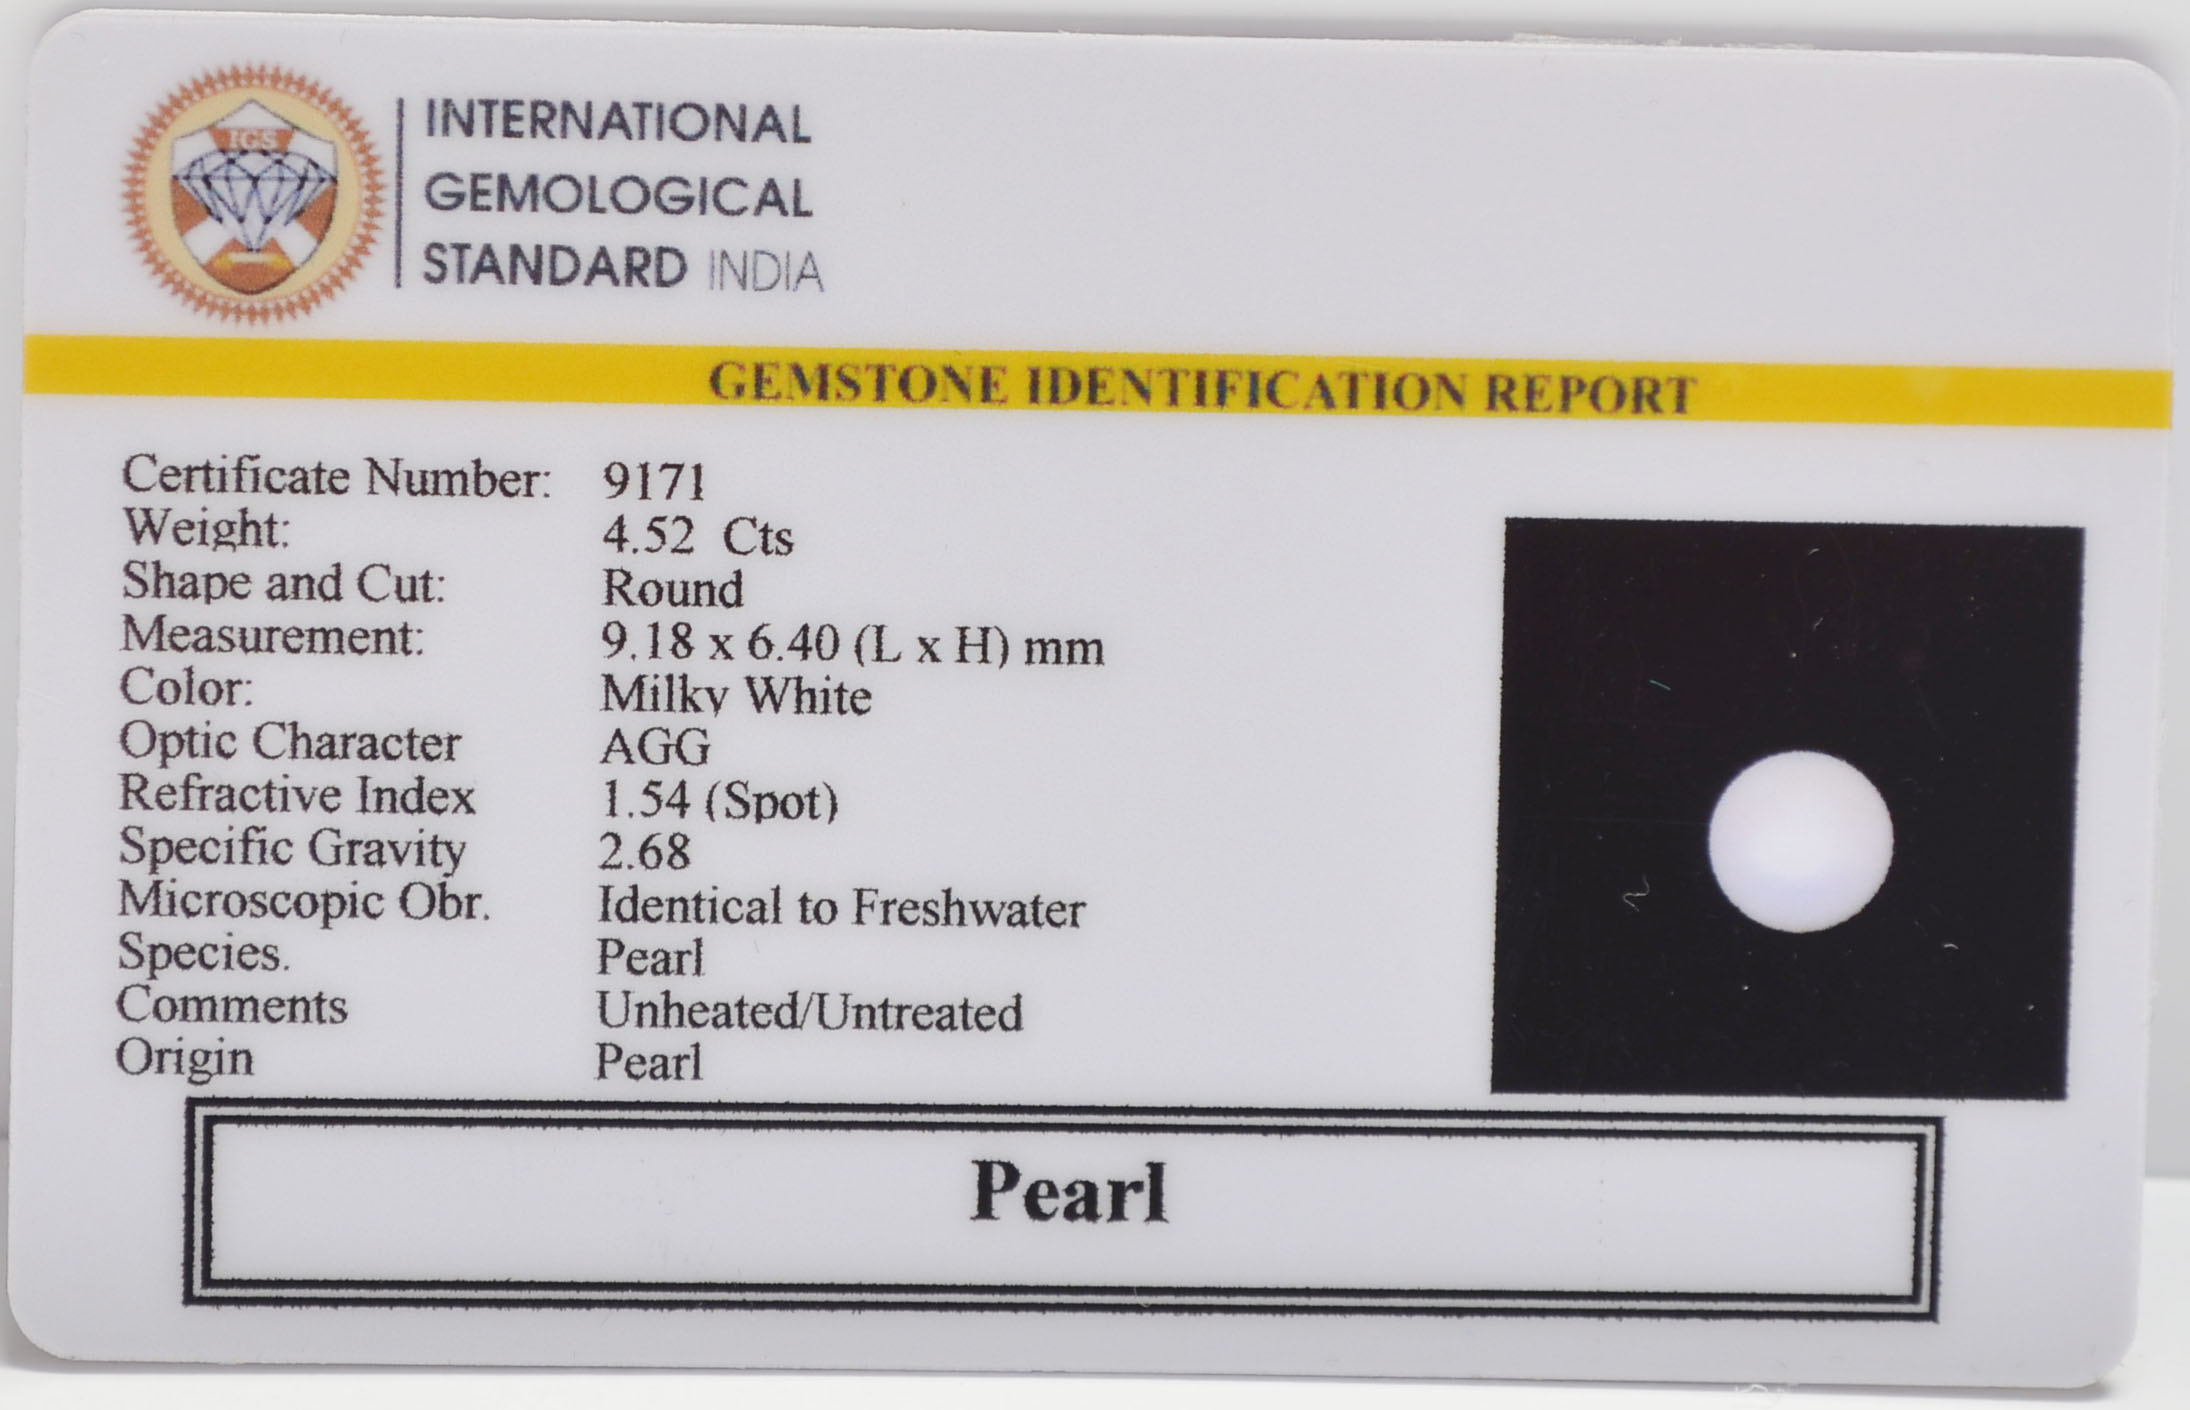 IGS
INTERNATIONAL
GEMOLOGICAL
STANDARD INDIA
GEMSTONE IDENTIFICATION REPORT
Certificate Number: 9171
Weight: 4.52 Cts
Shape and Cut: Round
Measurement: 9.18 x 6.40 (L x H) mm
Color: Milky White
Optic Character AGG
Refractive Index 1.54 (Spot)
Specific Gravity 2.68
Microscopic Obr. Identical to Freshwater
Species. Pearl
Comments Unheated/Untreated
Origin Pearl
Pearl